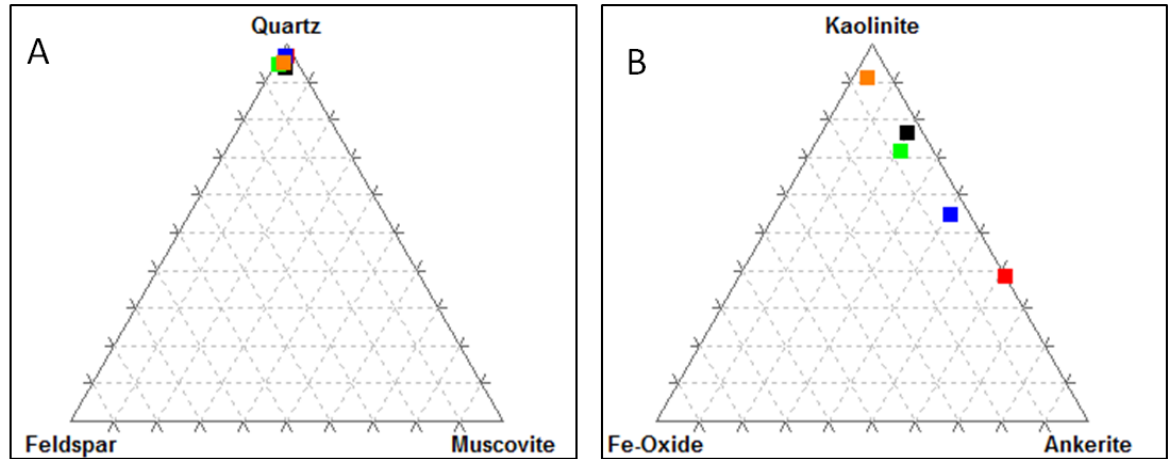 A
Quartz
Feldspar
Muscovite
B
Kaolinite
Fe-Oxide
Ankerite